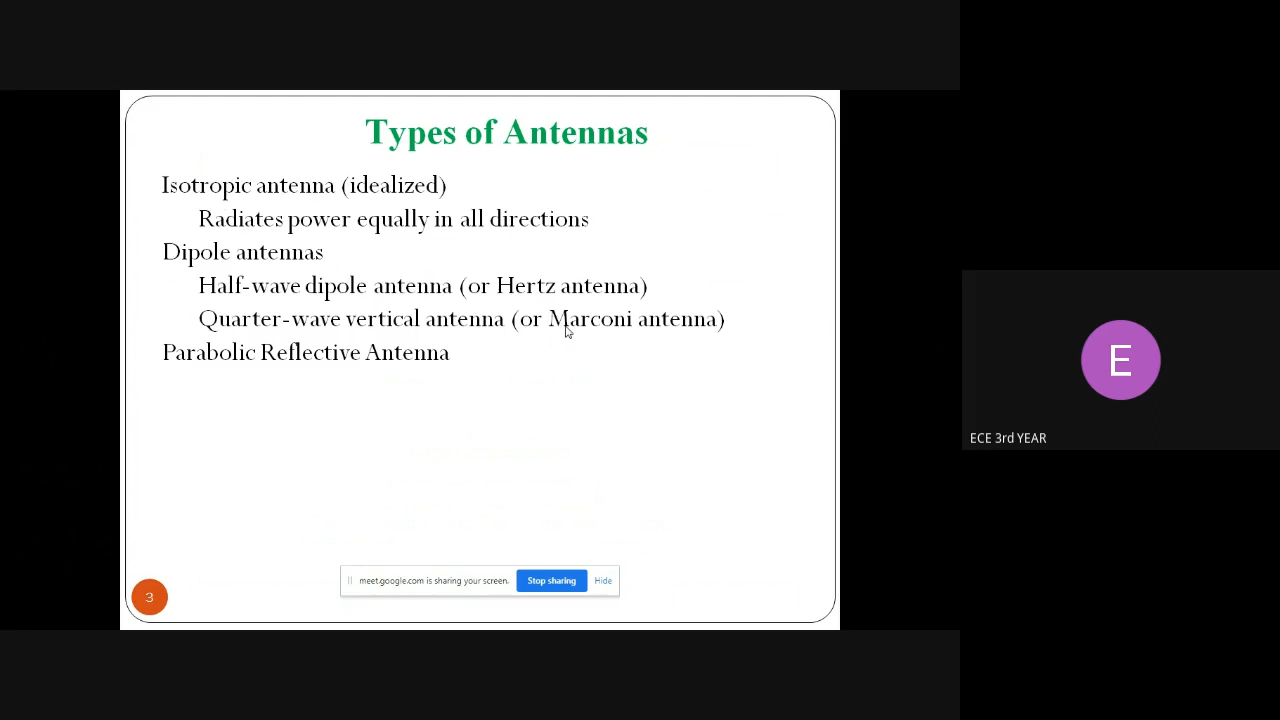 Types of Antennas
Isotropic antenna (idealized)
Radiates power equally in all directions
Dipole antennas
Half-wave dipole antenna (or Hertz antenna)
Quarter-wave vertical antenna (or Marconi antenna)
Parabolic Reflective Antenna
meet.google.com is sharing your screen. Stop sharing Hide
3
E
ECE 3rd YEAR